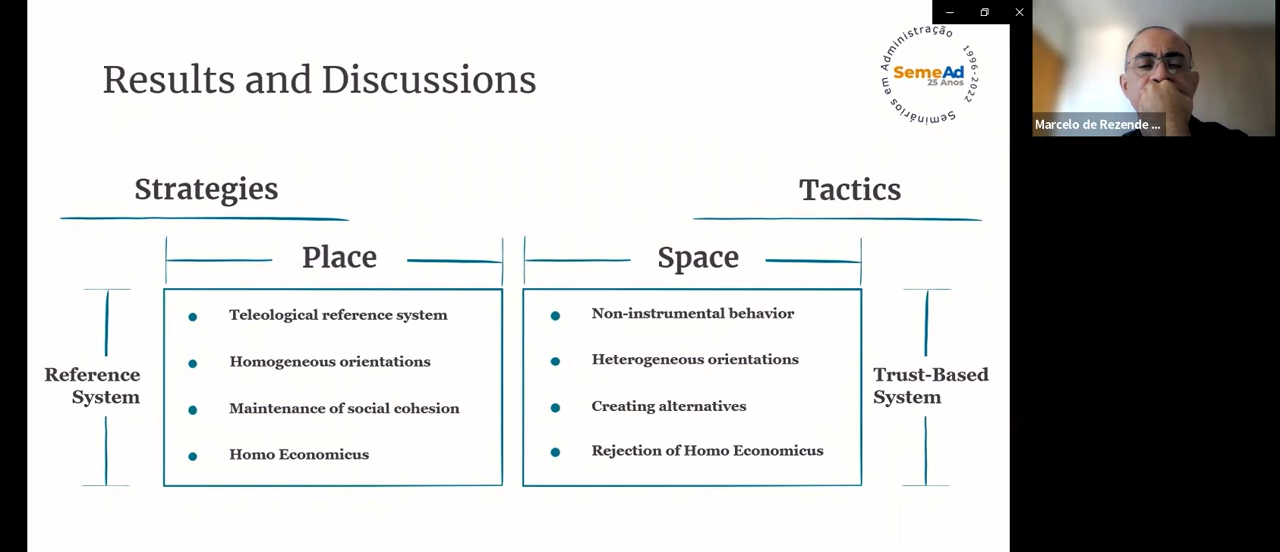 Results and Discussions
Seminários em Administração 1996-2022
SemeAd
25 Anos
Marcelo de Rezende ...
Strategies
Tactics
Place
Space
Reference
System
Teleological reference system
Homogeneous orientations
Maintenance of social cohesion
Homo Economicus
Non-instrumental behavior
Heterogeneous orientations
Creating alternatives
Rejection of Homo Economicus
Trust-Based
System